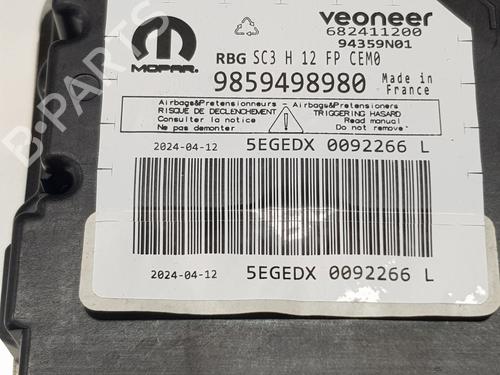 veoneer
682411200
94359N01
MOPAR.
RBG SC3 H 12 FP CEM0
9859498980
Made in
France
Airbags&Pretensionneurs - Airbags&Pretensioners
RISQUE DE DECLENCHEMENT
Consulter la notice
Ne pas demonter
TRIGGERING HAZARD
Read manual
Do not remove
2024-04-12 5EGEDX 0092266 L
2024-04-12 5EGEDX 0092266 L
B-PARTS